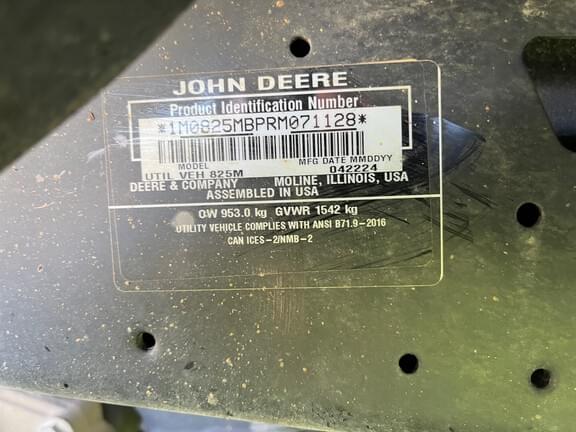 JOHN DEERE
Product Identification Number
*1M0825MBPRM071128*
MODEL MFG DATE MMDDYY
UTIL VEH 825M 042224
DEERE & COMPANY MOLINE, ILLINOIS, USA
ASSEMBLED IN USA
CW 953.0 kg GVWR 1542 kg
UTILITY VEHICLE COMPLIES WITH ANSI B71.9-2016
CAN ICES-2/NMB-2